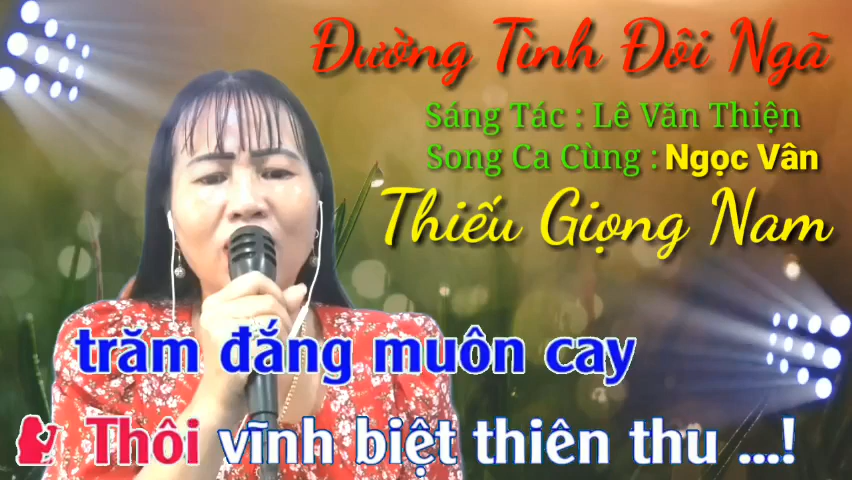 Đường Tình Đôi Ngã
Sáng Tác : Lê Văn Thiện
Song Ca Cùng : Ngọc Vân
Thiếu Giọng Nam
trăm đắng muôn cay
Thôi vĩnh biệt thiên thu ...!